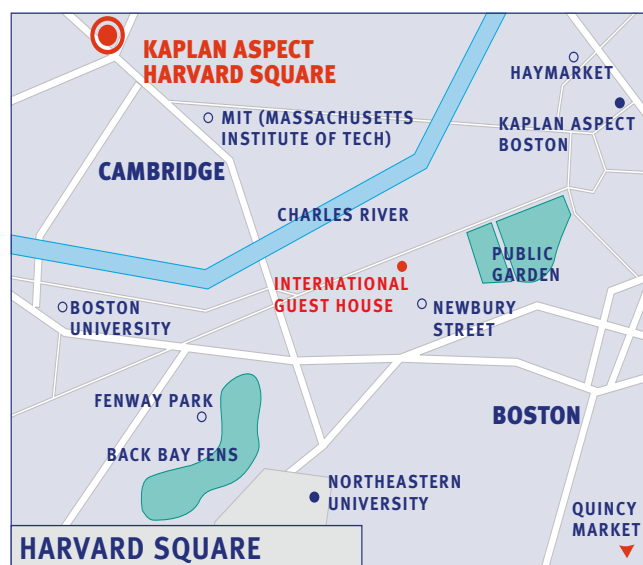 KAPLAN ASPECT
HARVARD SQUARE
HAYMARKET
KAPLAN ASPECT
BOSTON
MIT (MASSACHUSETTS
INSTITUTE OF TECH)
CAMBRIDGE
CHARLES RIVER
PUBLIC
GARDEN
INTERNATIONAL
GUEST HOUSE
NEWBURY
STREET
BOSTON
UNIVERSITY
FENWAY PARK
BOSTON
BACK BAY FENS
NORTHEASTERN
UNIVERSITY
QUINCY
MARKET
HARVARD SQUARE